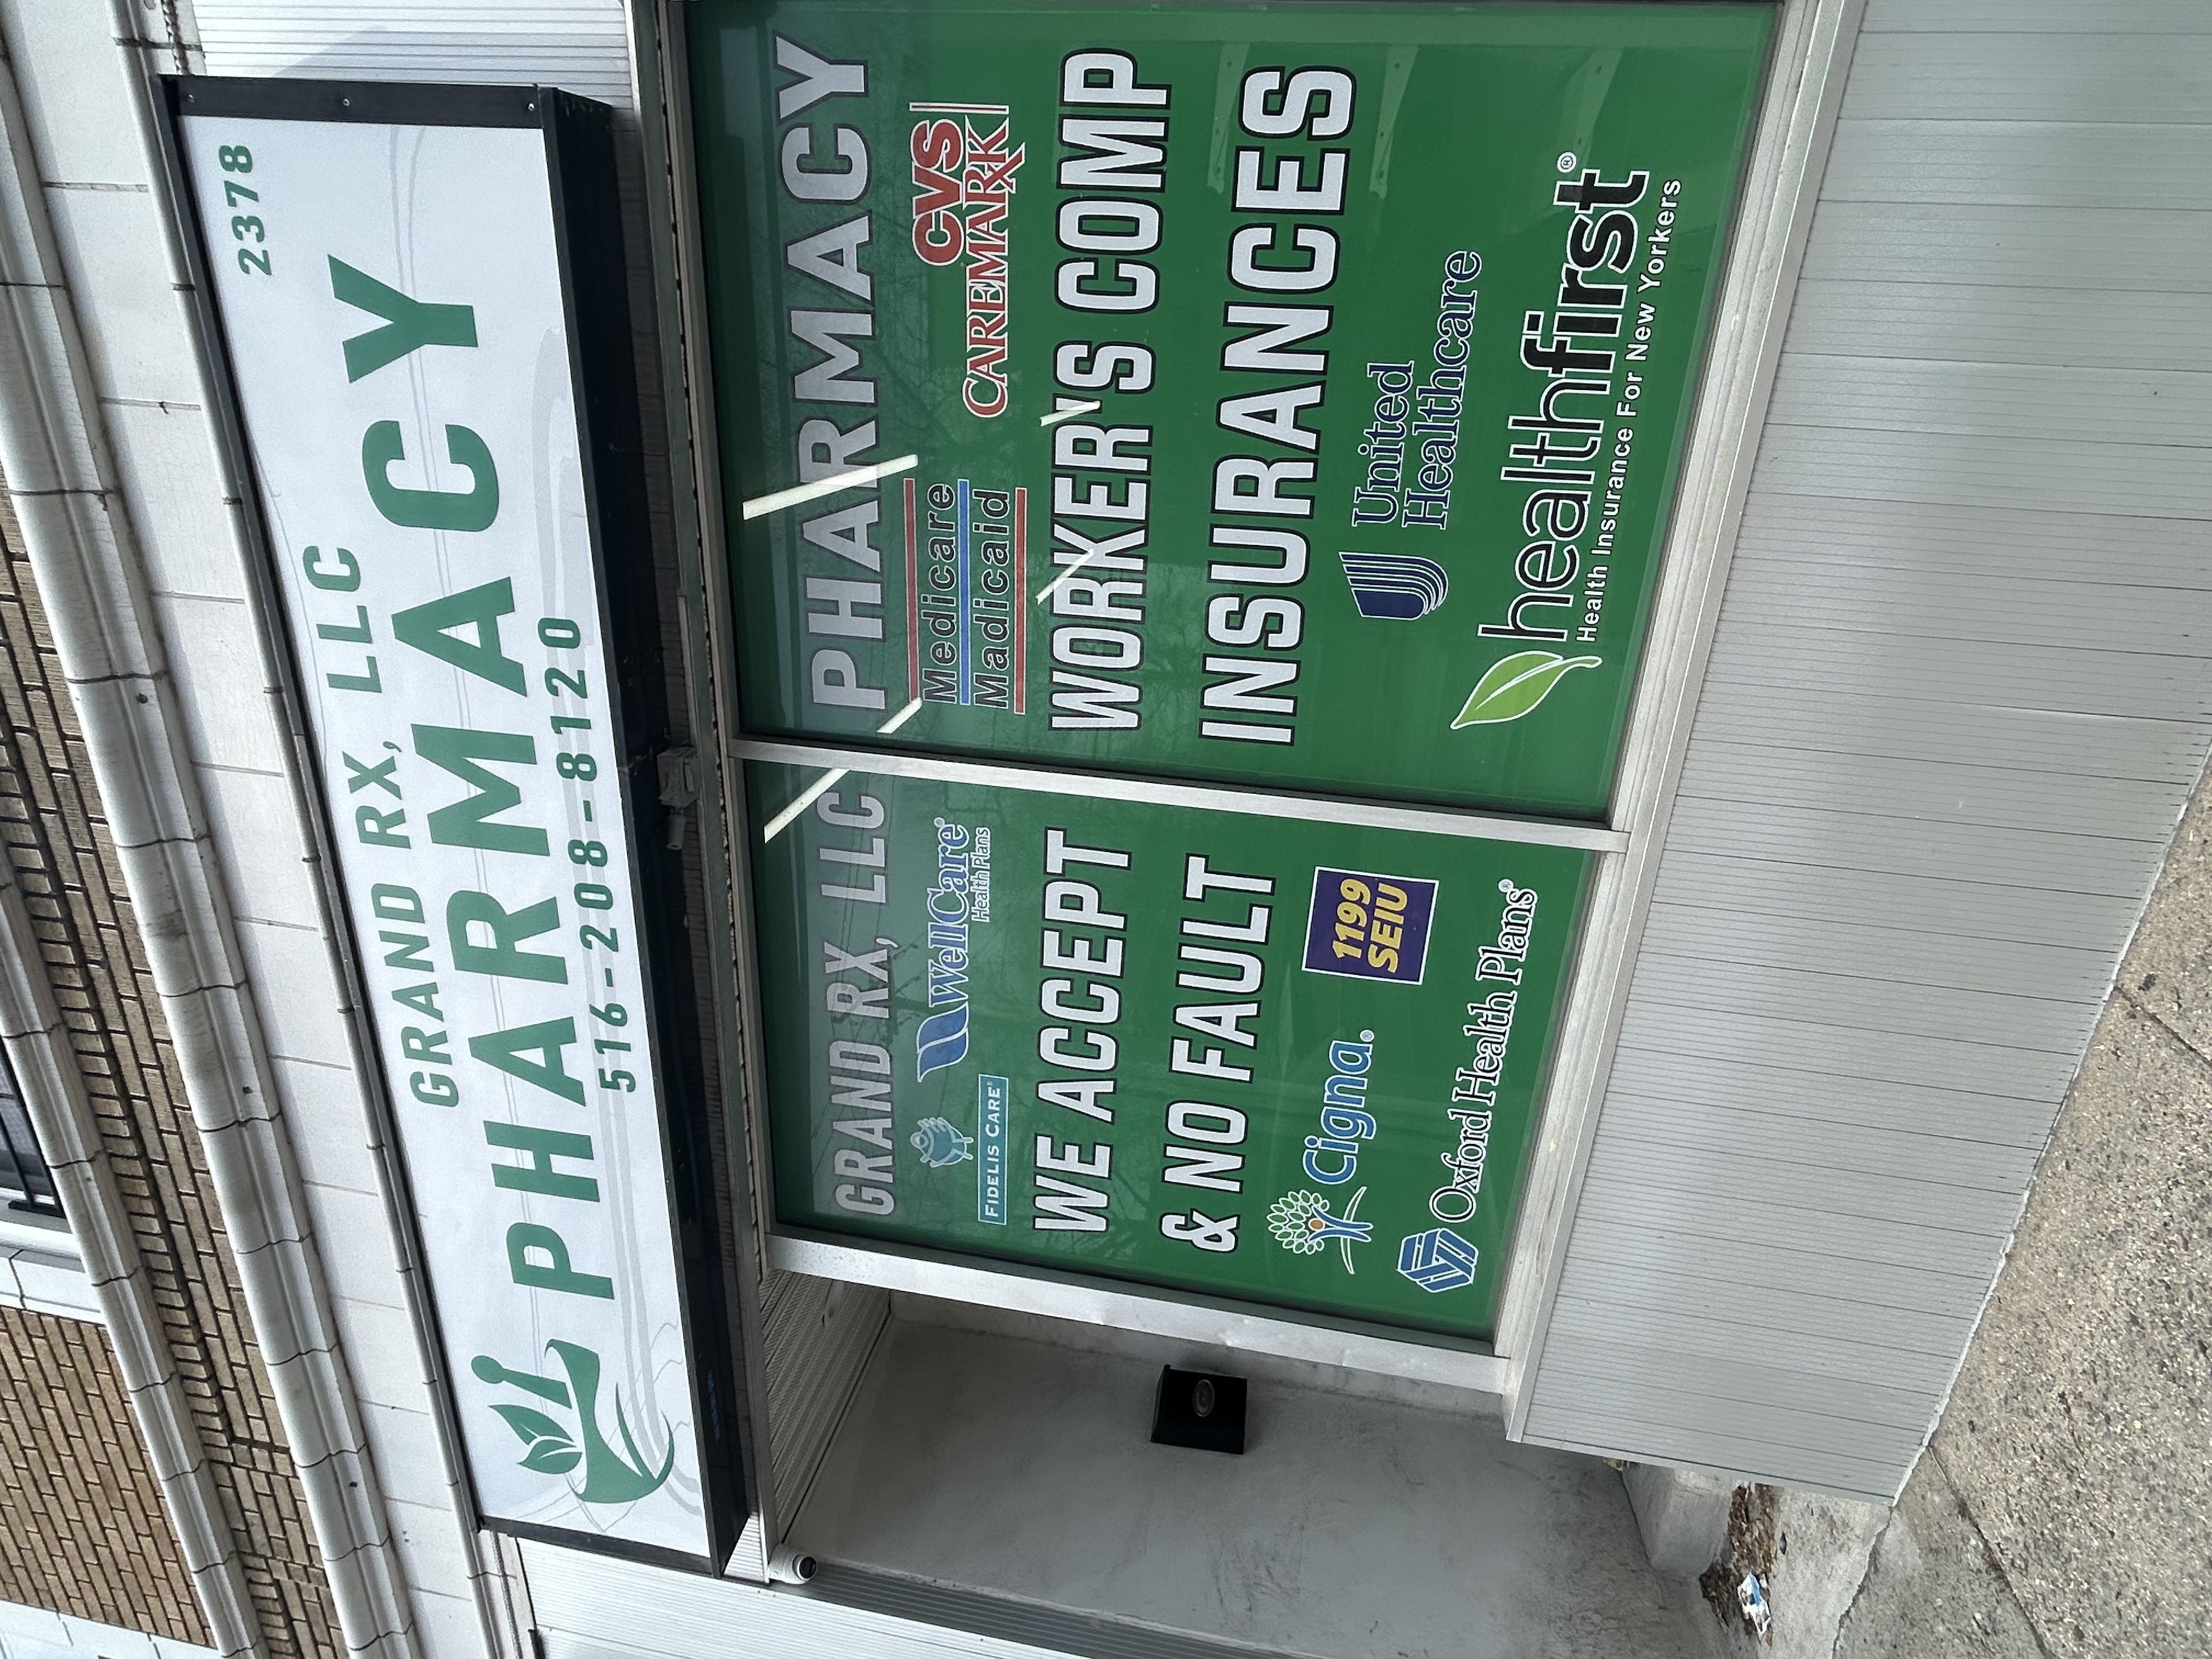 2378
GRAND RX, LLC
PHARMACY
516-208-8120
GRAND RX, LLC PHARMACY
FIDELIS CARE®
WellCare®
Health Plans
Medicare
Madicaid
CVS
CAREMARK
WE ACCEPT WORKER'S COMP
& NO FAULT INSURANCES
Cigna®
1199
SEIU
United
Healthcare
Oxford Health Plans®
healthfirst®
Health Insurance For New Yorkers